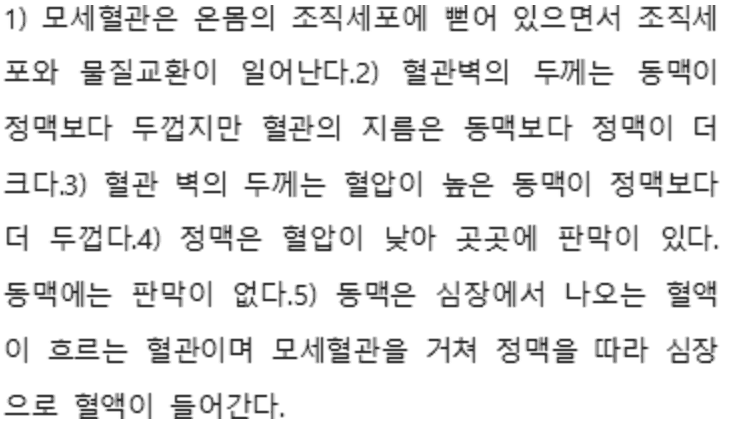 1) 모세혈관은 온몸의 조직세포에 뻗어 있으면서 조직세
포와 물질교환이 일어난다.2) 혈관벽의 두께는 동맥이
정맥보다 두껍지만 혈관의 지름은 동맥보다 정맥이 더
크다.3) 혈관 벽의 두께는 혈압이 높은 동맥이 정맥보다
더 두껍다.4) 정맥은 혈압이 낮아 곳곳에 판막이 있다.
동맥에는 판막이 없다.5) 동맥은 심장에서 나오는 혈액
이 흐르는 혈관이며 모세혈관을 거쳐 정맥을 따라 심장
으로 혈액이 들어간다.